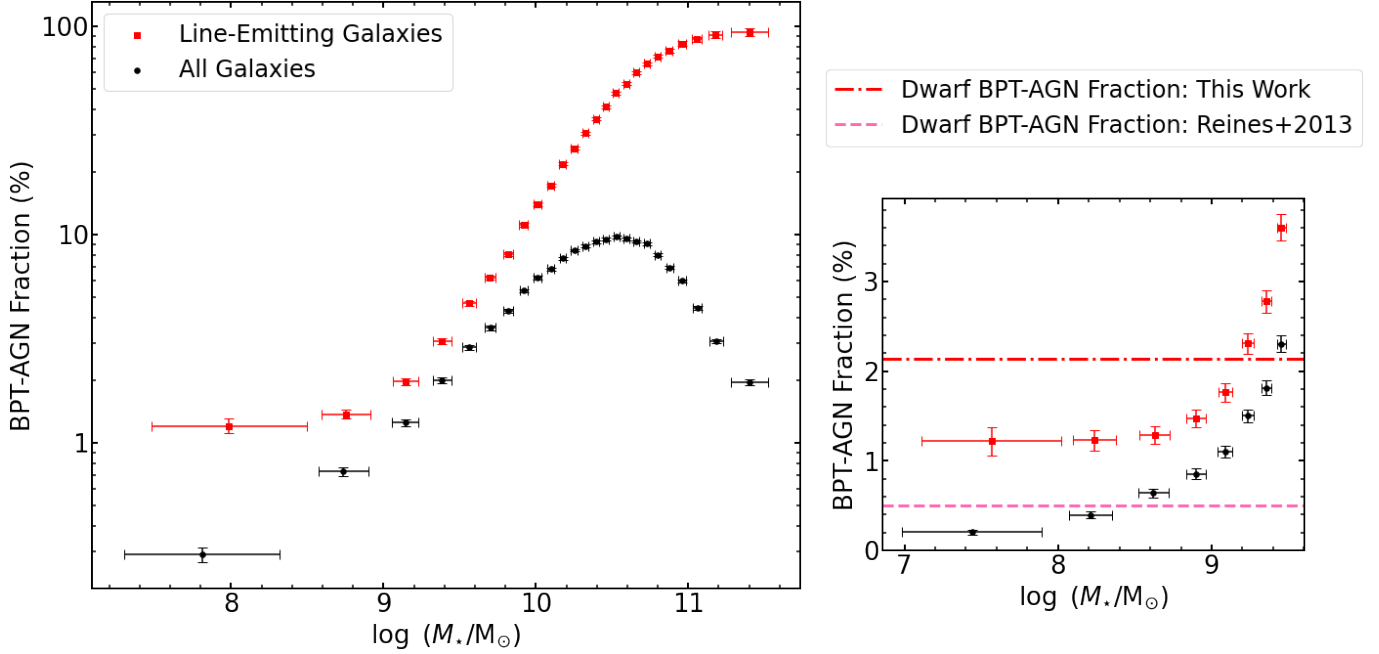 100
10
1
BPT-AGN Fraction (%)
Line-Emitting Galaxies
All Galaxies
8
9
10
11
log (M⋆/M⊙)
Dwarf BPT-AGN Fraction: This Work
Dwarf BPT-AGN Fraction: Reines+2013
BPT-AGN Fraction (%)
3
2
1
0
7
8
9
log (M⋆/M⊙)